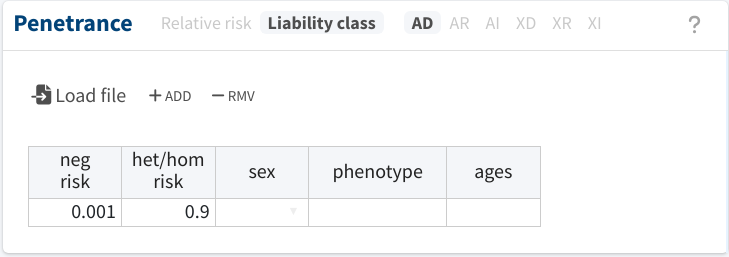 Penetrance Relative risk Liability class AD AR AI XD XR XI ?
Load file + ADD − RMV
neg risk het/hom risk sex phenotype ages
0.001 0.9